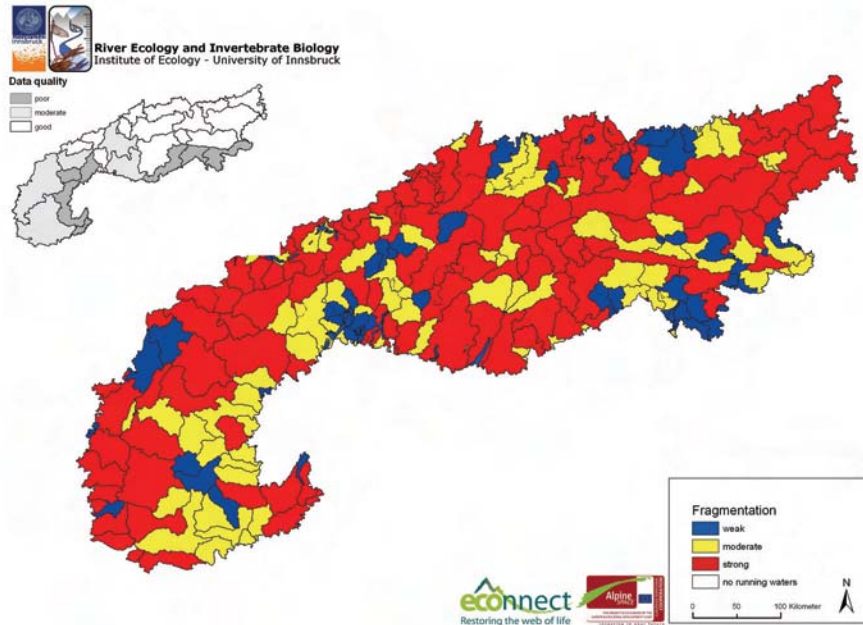 River Ecology and Invertebrate Biology
Institute of Ecology - University of Innsbruck
Data quality
poor
moderate
good
Fragmentation
weak
moderate
strong
no running waters
N
0 50 100 Kilometer
econnect
Restoring the web of life
Alpine